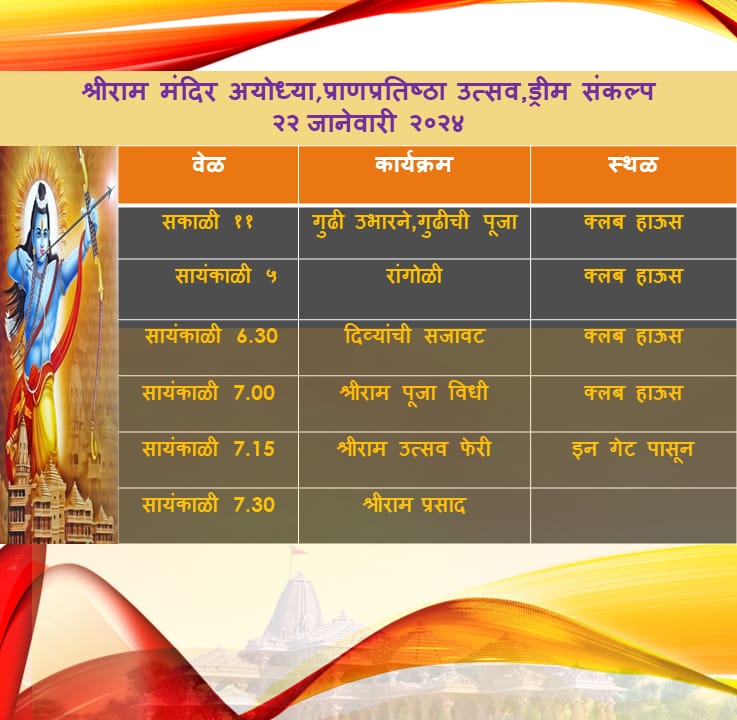 श्रीराम मंदिर अयोध्या,प्राणप्रतिष्ठा उत्सव,ड्रीम संकल्प
२२ जानेवारी २०२४
वेळ कार्यक्रम स्थळ
सकाळी ११ गुढी उभारने,गुढीची पूजा क्लब हाऊस
सायंकाळी ५ रांगोळी क्लब हाऊस
सायंकाळी 6.30 दिव्यांची सजावट क्लब हाऊस
सायंकाळी 7.00 श्रीराम पूजा विधी क्लब हाऊस
सायंकाळी 7.15 श्रीराम उत्सव फेरी इन गेट पासून
सायंकाळी 7.30 श्रीराम प्रसाद